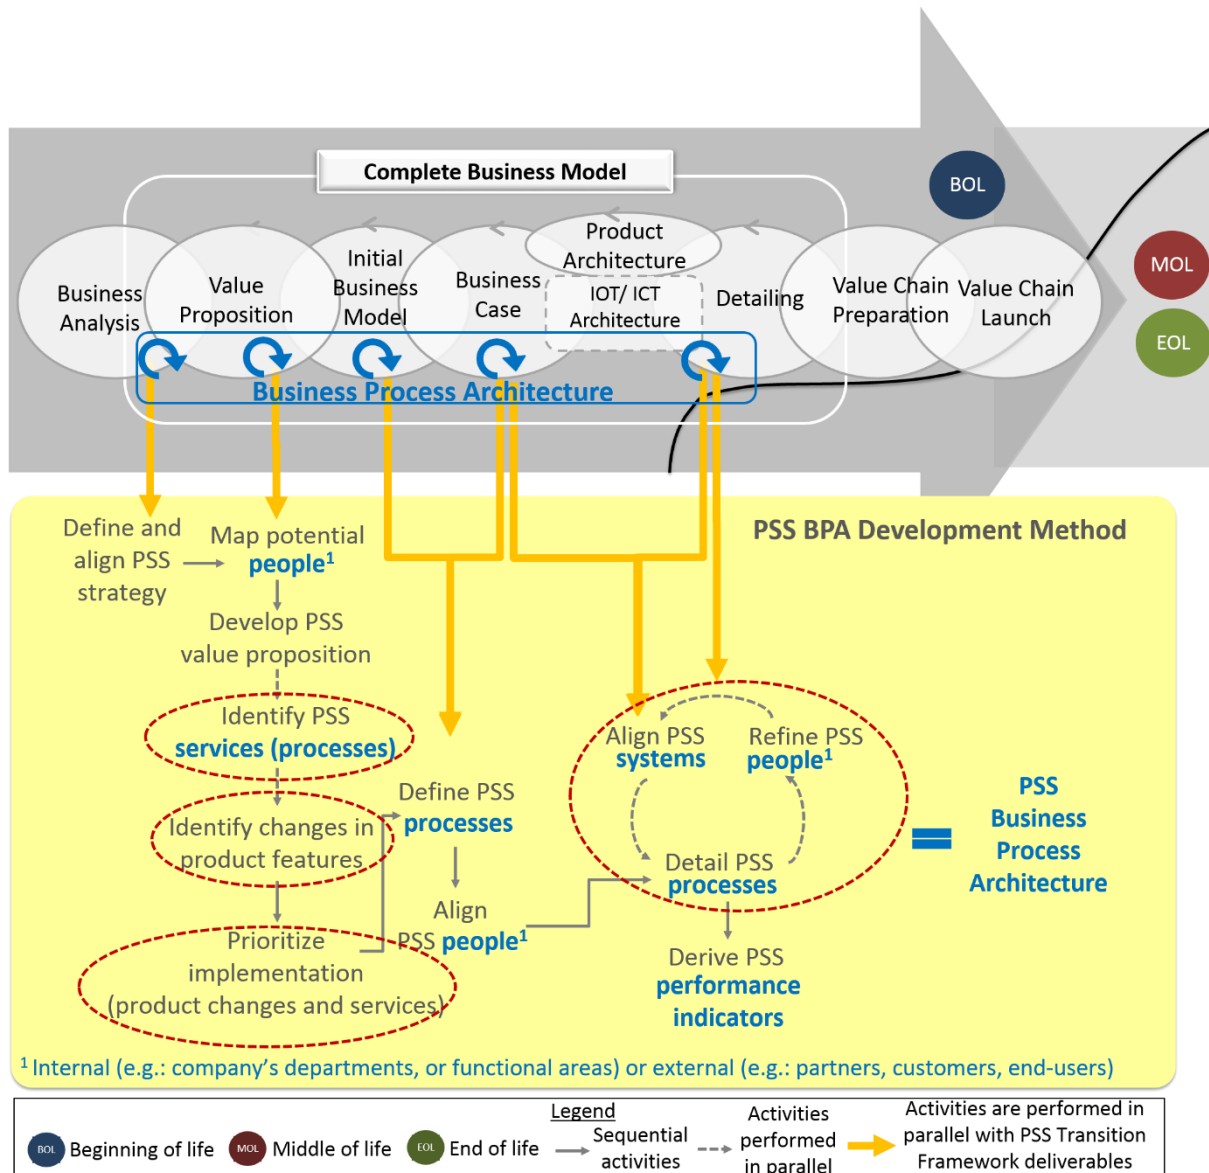 Complete Business Model
BOL
MOL
EOL
Business
Analysis
Value
Proposition
Initial
Business
Model
Business
Case
Product
Architecture
IOT/ ICT
Architecture
Detailing
Value Chain
Preparation
Value Chain
Launch
Business Process Architecture
PSS BPA Development Method
Define and
align PSS
strategy
Map potential
people¹
Develop PSS
value proposition
Identify PSS
services (processes)
Identify changes in
product features
Prioritize
implementation
(product changes and services)
Define PSS
processes
Align
PSS people¹
Align PSS
systems
Refine PSS
people¹
Detail PSS
processes
Derive PSS
performance
indicators
PSS
Business
Process
Architecture
¹ Internal (e.g.: company's departments, or functional areas) or external (e.g.: partners, customers, end-users)
Legend
BOL Beginning of life
MOL Middle of life
EOL End of life
Sequential
activities
Activities
performed
in parallel
Activities are performed in
parallel with PSS Transition
Framework deliverables